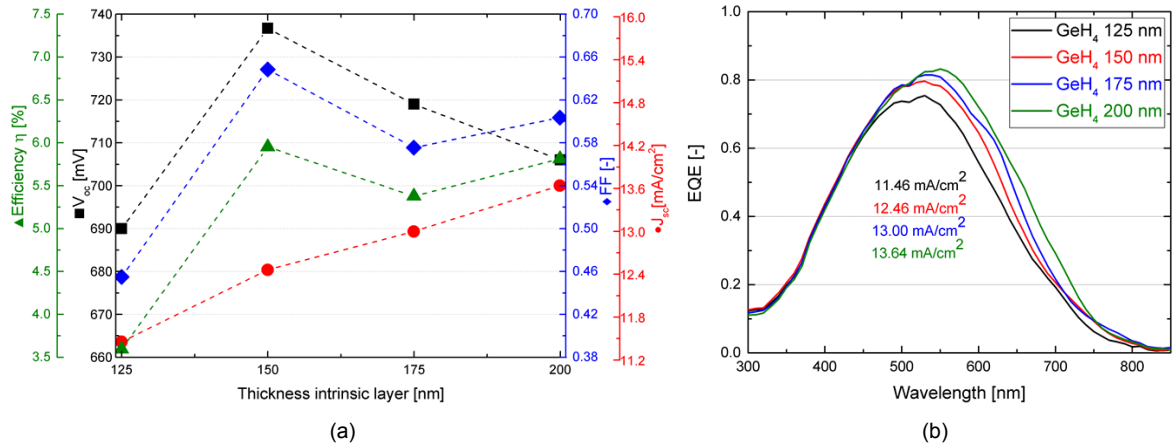 7.5
7.0
6.5
6.0
5.5
5.0
4.5
4.0
3.5
▲Efficiency η [%]
740
730
720
710
700
690
680
670
660
■V_oc [mV]
0.70
0.66
0.62
0.58
0.54
0.50
0.46
0.42
0.38
◆FF [-]
16.0
15.4
14.8
14.2
13.6
13.0
12.4
11.8
11.2
●J_sc[mA/cm²]
125 150 175 200
Thickness intrinsic layer [nm]
(a)
GeH₄ 125 nm
GeH₄ 150 nm
GeH₄ 175 nm
GeH₄ 200 nm
1.0
0.8
0.6
0.4
0.2
0.0
EQE [-]
11.46 mA/cm²
12.46 mA/cm²
13.00 mA/cm²
13.64 mA/cm²
300 400 500 600 700 800
Wavelength [nm]
(b)